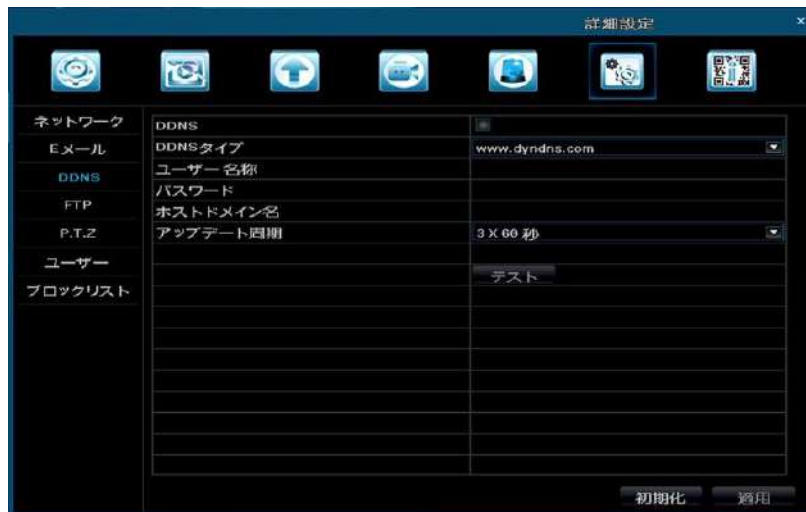 詳細設定
×
ネットワーク
Eメール
DDNS
FTP
P.T.Z
ユーザー
ブロックリスト
DDNS
DDNSタイプ www.dyndns.com
ユーザー名称
パスワード
ホストドメイン名
アップデート周期 3 X 60 秒
テスト
初期化 適用